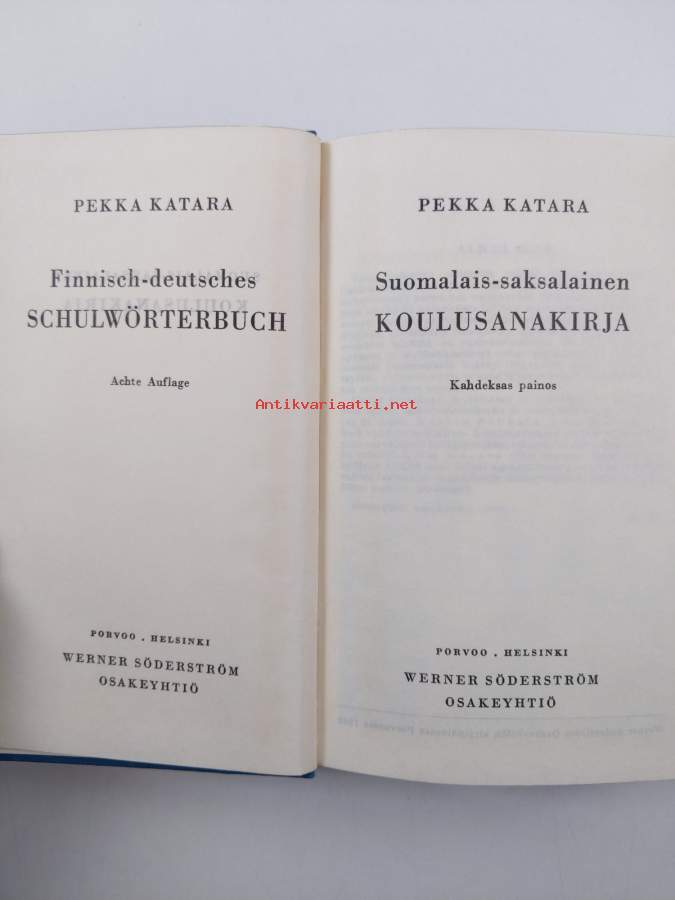 PEKKA KATARA
Finnisch-deutsches
SCHULWÖRTERBUCH
Achte Auflage
PORVOO . HELSINKI
WERNER SÖDERSTRÖM
OSAKEYHTIÖ
PEKKA KATARA
Suomalais-saksalainen
KOULUSANAKIRJA
Kahdeksas painos
PORVOO . HELSINKI
WERNER SÖDERSTRÖM
OSAKEYHTIÖ
Antikvariaatti.net